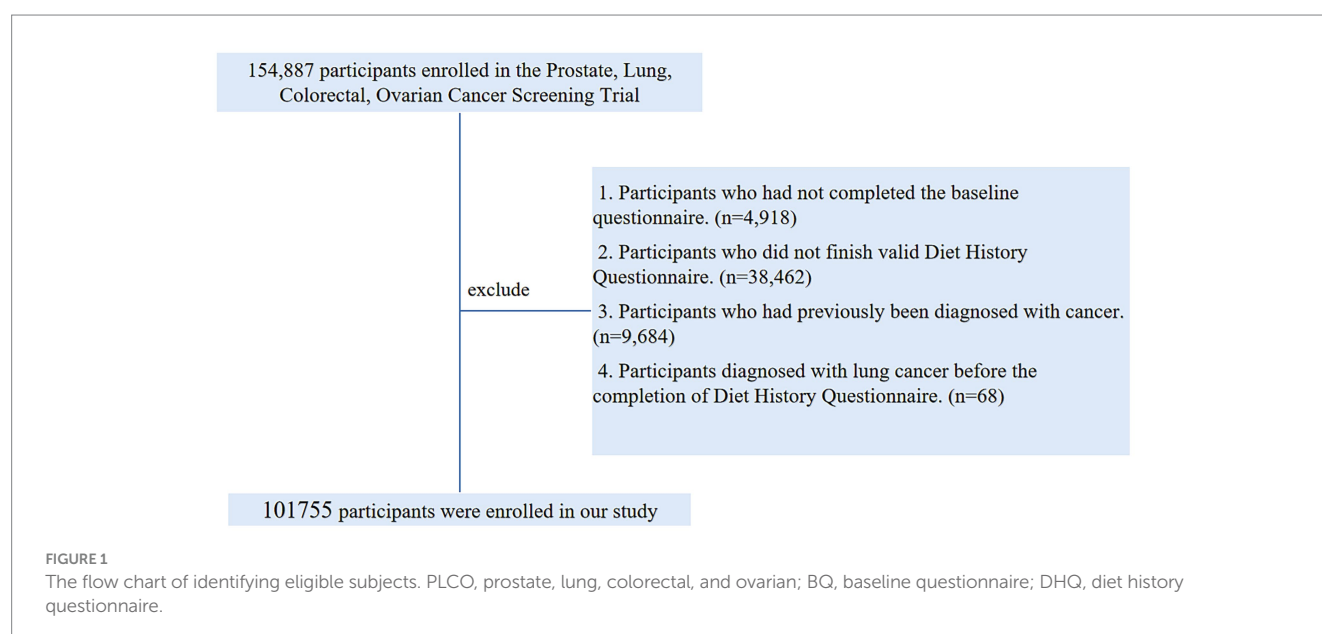 154,887 participants enrolled in the Prostate, Lung,
Colorectal, Ovarian Cancer Screening Trial
1. Participants who had not completed the baseline
questionnaire. (n=4,918)
2. Participants who did not finish valid Diet History
Questionnaire. (n=38,462)
exclude
3. Participants who had previously been diagnosed with cancer.
(n=9,684)
4. Participants diagnosed with lung cancer before the
completion of Diet History Questionnaire. (n=68)
101755 participants were enrolled in our study
FIGURE 1
The flow chart of identifying eligible subjects. PLCO, prostate, lung, colorectal, and ovarian; BQ, baseline questionnaire; DHQ, diet history
questionnaire.